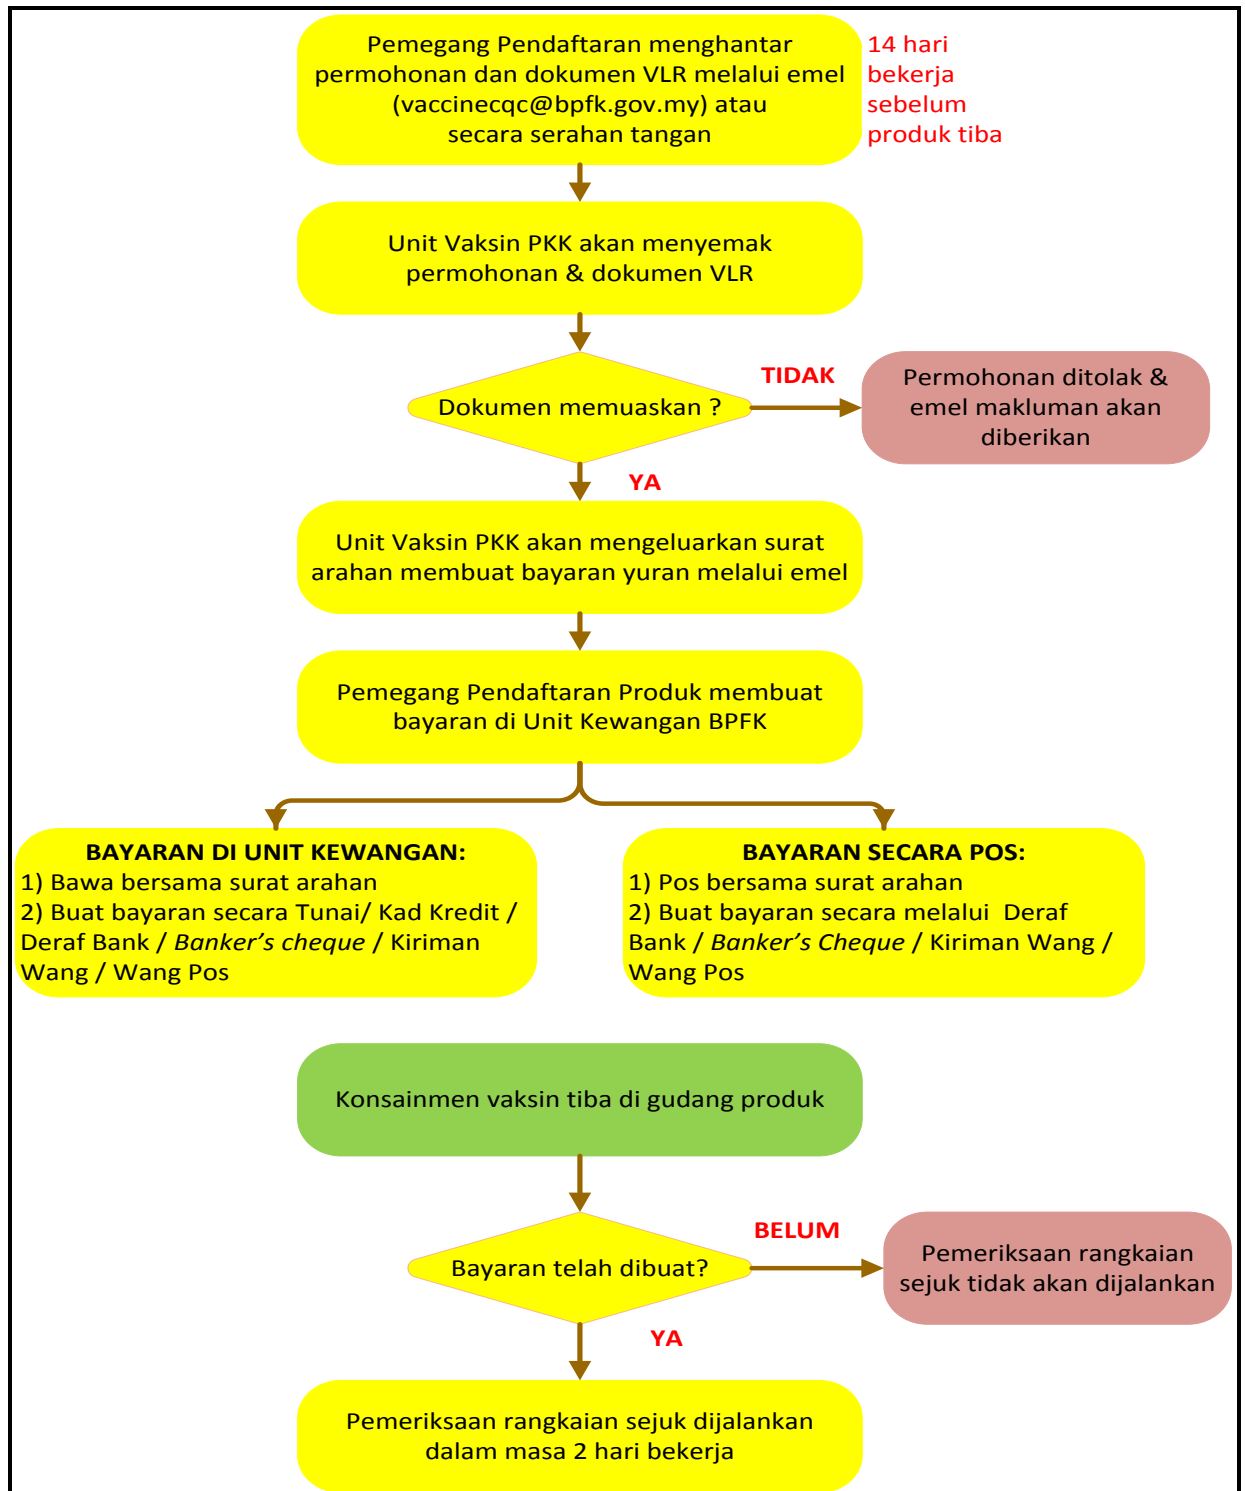 Pemegang Pendaftaran menghantar
permohonan dan dokumen VLR melalui emel
(vaccinecqc@bpfk.gov.my) atau
secara serahan tangan
14 hari
bekerja
sebelum
produk tiba
Unit Vaksin PKK akan menyemak
permohonan & dokumen VLR
Dokumen memuaskan ?
TIDAK
Permohonan ditolak &
emel makluman akan
diberikan
YA
Unit Vaksin PKK akan mengeluarkan surat
arahan membuat bayaran yuran melalui emel
Pemegang Pendaftaran Produk membuat
bayaran di Unit Kewangan BPFK
BAYARAN DI UNIT KEWANGAN:
1) Bawa bersama surat arahan
2) Buat bayaran secara Tunai/ Kad Kredit /
Deraf Bank / Banker's cheque / Kiriman
Wang / Wang Pos
BAYARAN SECARA POS:
1) Pos bersama surat arahan
2) Buat bayaran secara melalui  Deraf
Bank / Banker's Cheque / Kiriman Wang /
Wang Pos
Konsainmen vaksin tiba di gudang produk
Bayaran telah dibuat?
BELUM
Pemeriksaan rangkaian
sejuk tidak akan dijalankan
YA
Pemeriksaan rangkaian sejuk dijalankan
dalam masa 2 hari bekerja